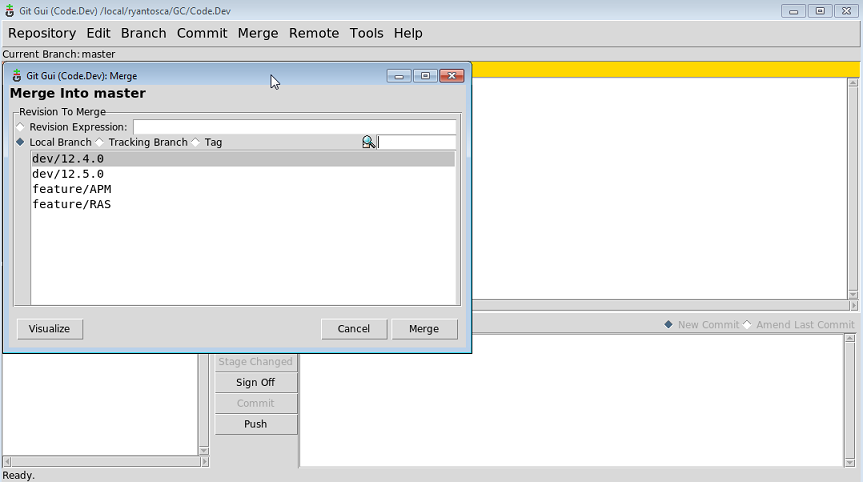 Git Gui (Code.Dev) /local/ryantosca/GC/Code.Dev
Repository Edit Branch Commit Merge Remote Tools Help
Current Branch: master
Git Gui (Code.Dev): Merge
Merge Into master
Revision To Merge
Revision Expression:
Local Branch Tracking Branch Tag
dev/12.4.0
dev/12.5.0
feature/APM
feature/RAS
Visualize Cancel Merge
New Commit Amend Last Commit
Stage Changed
Sign Off
Commit
Push
Ready.